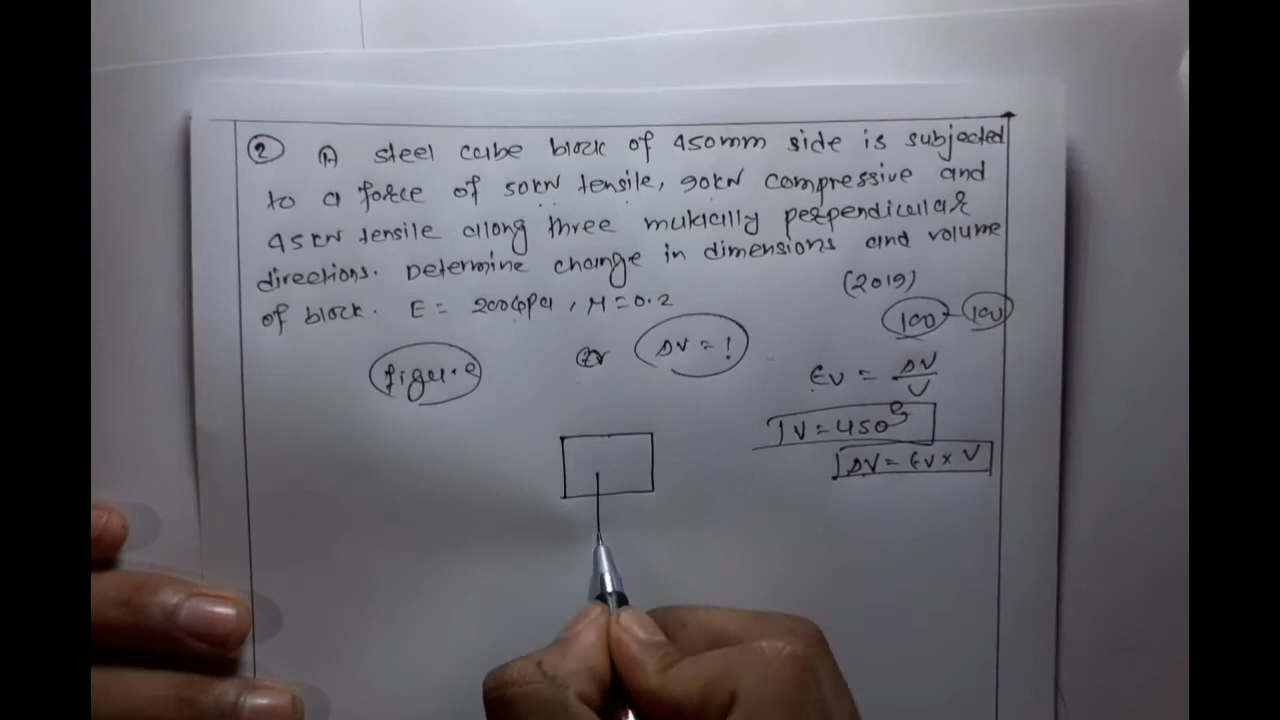 ② A steel cube block of 450mm side is subjected
to a force of 50kN tensile, 90kN compressive and
45kN tensile along three mutually perpendicular
directions. Determine change in dimensions and volume
of block. E = 200Gpa, μ=0.2
(2019)
100 - 100
figure
or
ΔV = !
εv = ΔV/V
V = 450³
ΔV = εv × V